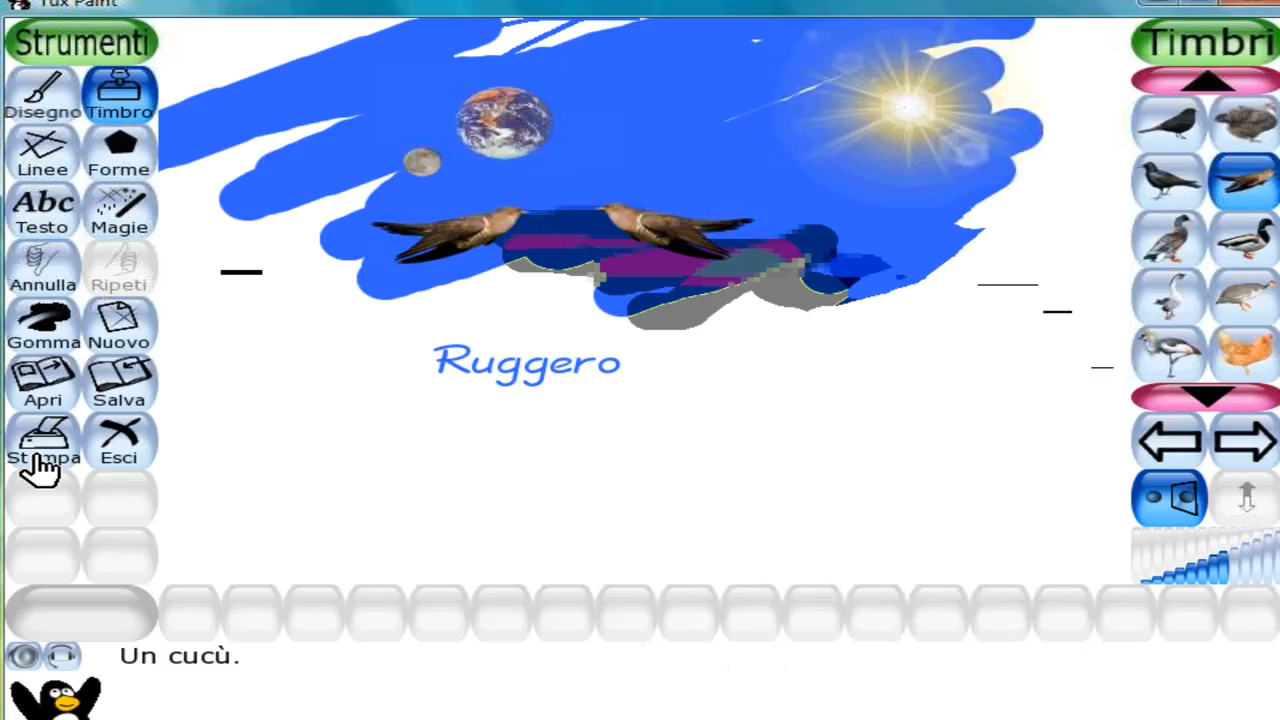 Tux Paint
Strumenti
Timbri
Disegno
Timbro
Linee
Forme
Abc
Testo
Magie
Annulla
Ripeti
Gomma
Nuovo
Apri
Salva
Stampa
Esci
Ruggero
Un cucù.